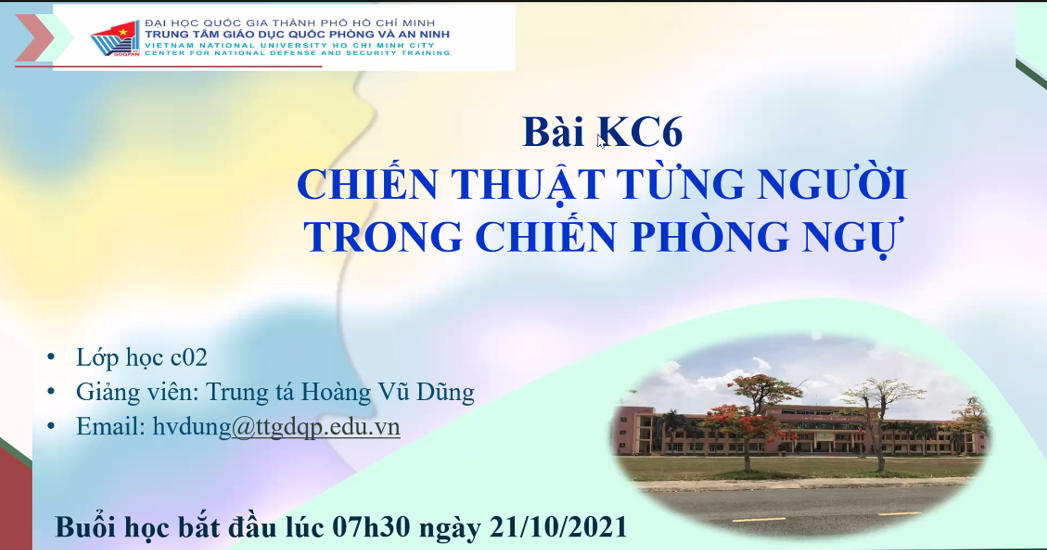 ĐẠI HỌC QUỐC GIA THÀNH PHỐ HỒ CHÍ MINH
TRUNG TÂM GIÁO DỤC QUỐC PHÒNG VÀ AN NINH
VIETNAM NATIONAL UNIVERSITY HO CHI MINH CITY
CENTER FOR NATIONAL DEFENSE AND SECURITY TRAINING
Bài KC6
CHIẾN THUẬT TỪNG NGƯỜI
TRONG CHIẾN PHÒNG NGỰ
• Lớp học c02
• Giảng viên: Trung tá Hoàng Vũ Dũng
• Email: hvdung@ttgdqp.edu.vn
Buổi học bắt đầu lúc 07h30 ngày 21/10/2021